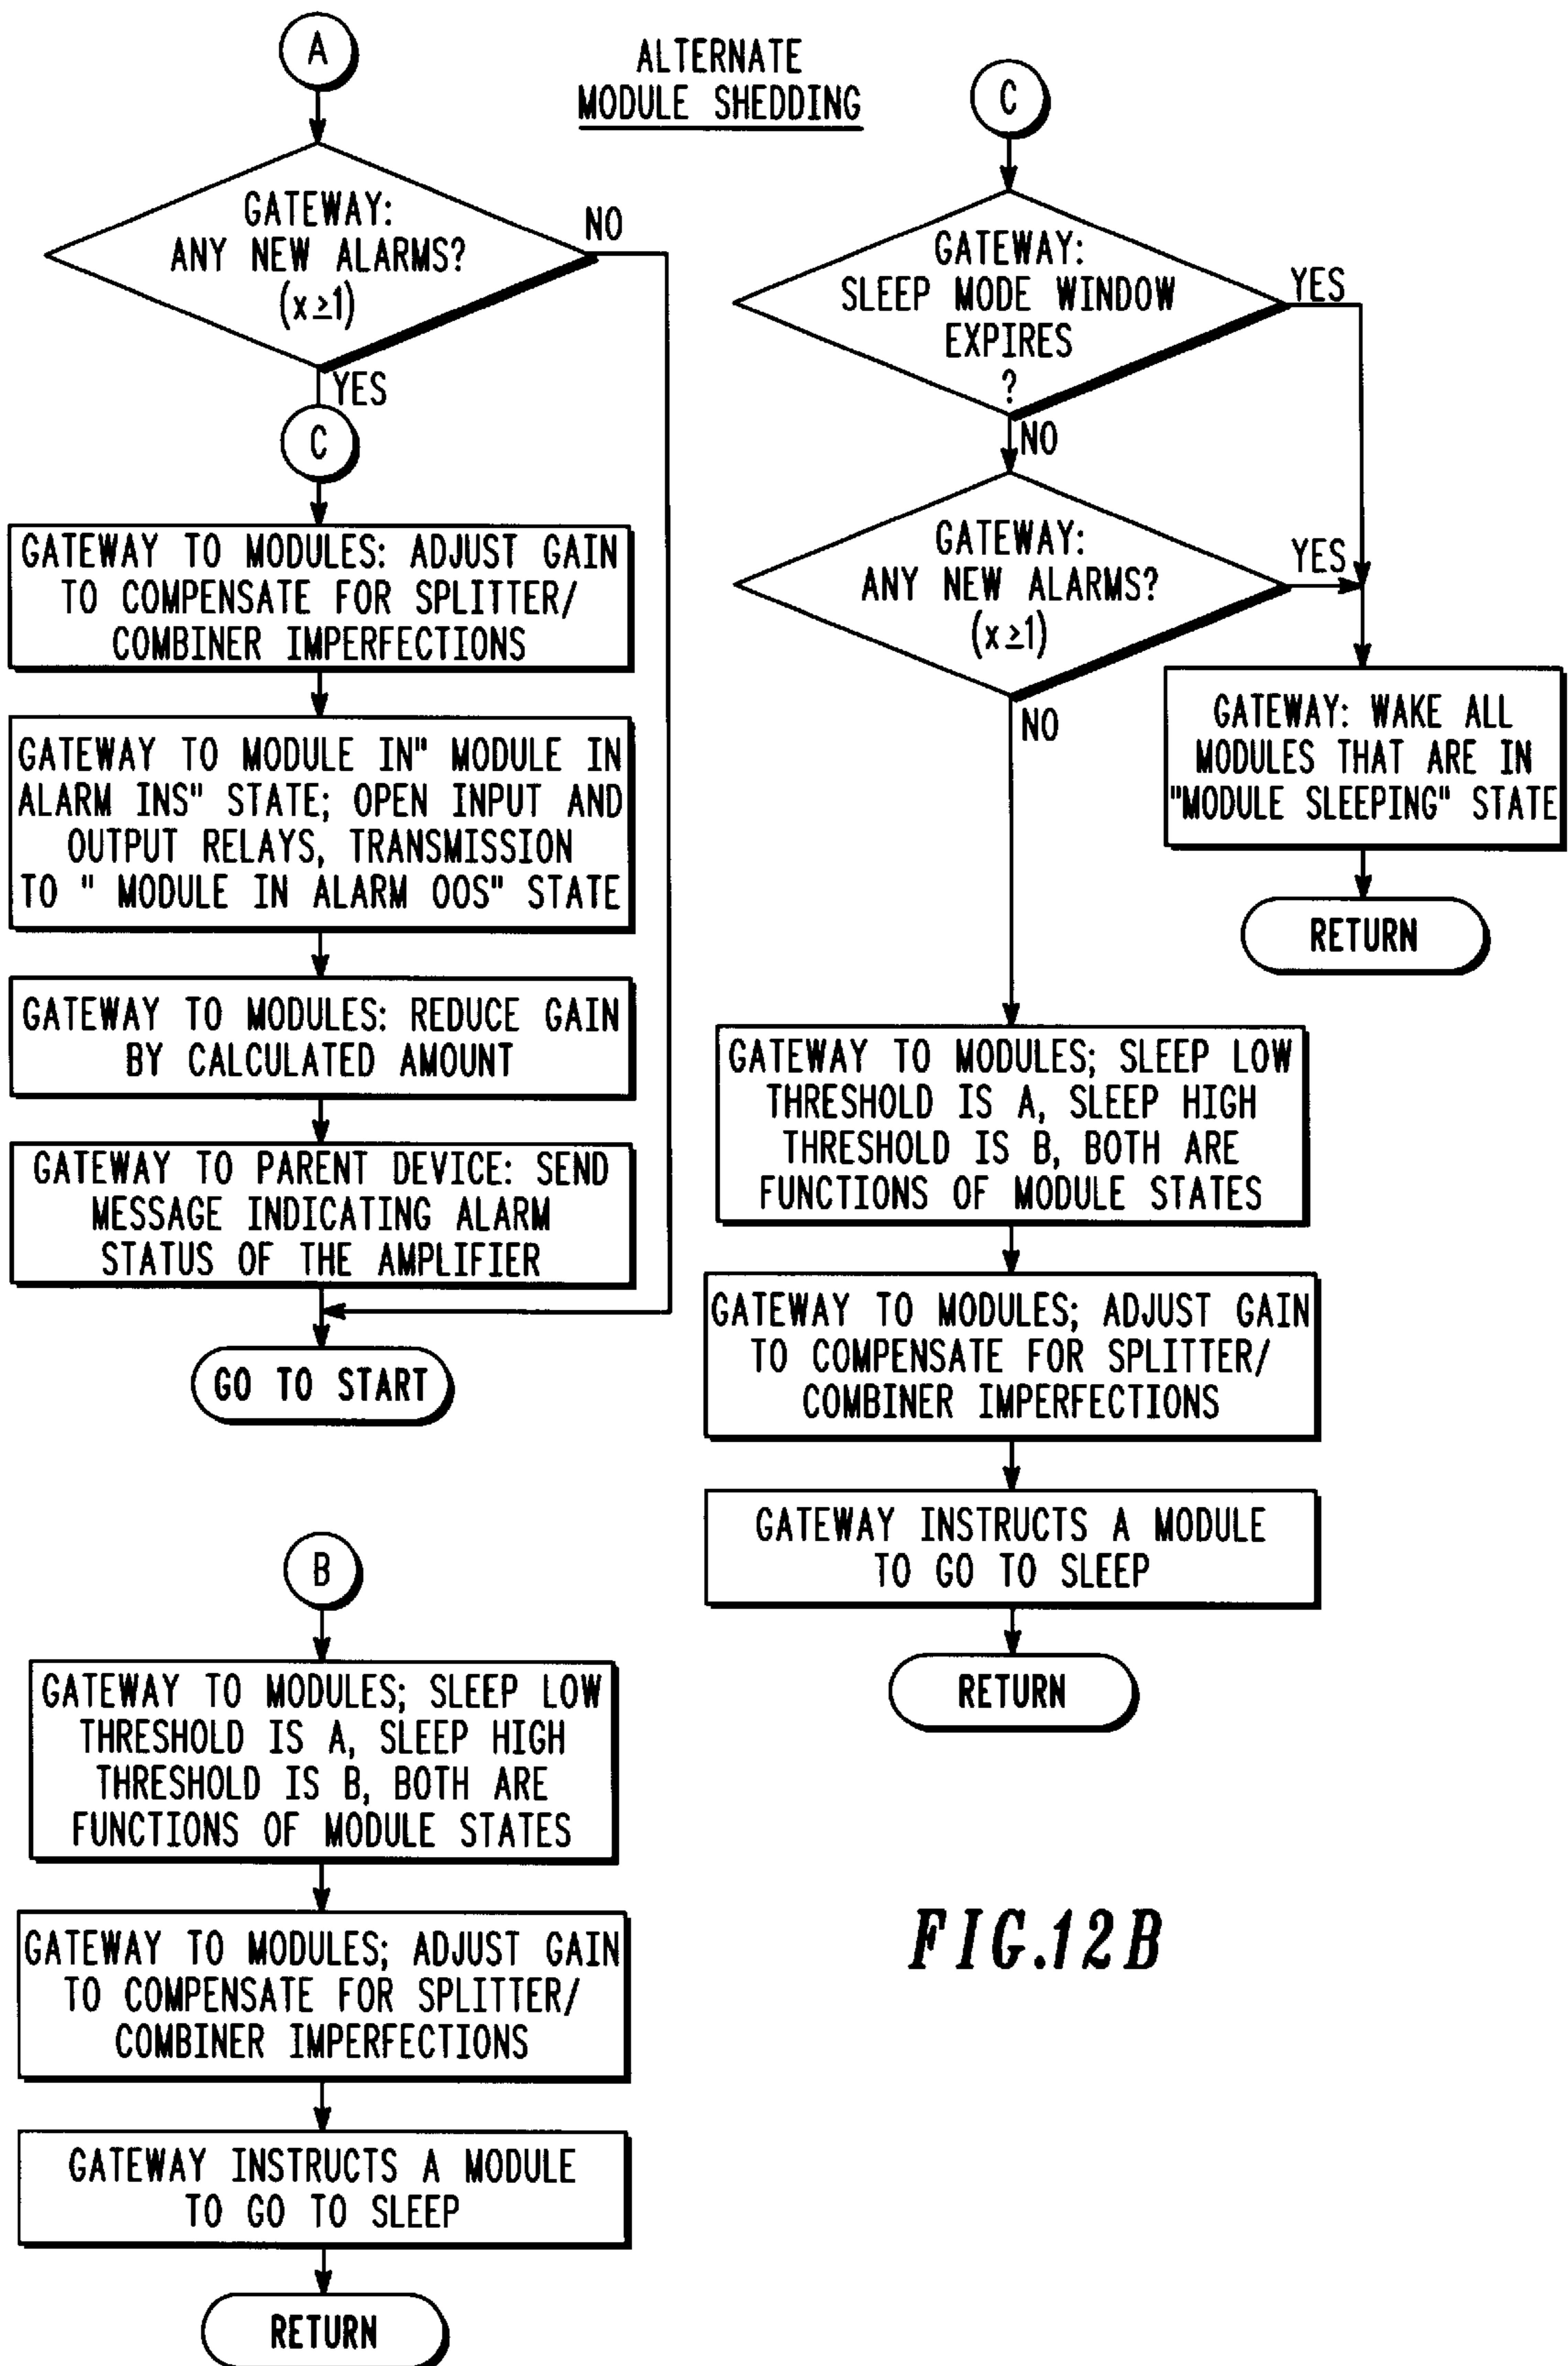 ALTERNATE
MODULE SHEDDING
A
GATEWAY:
ANY NEW ALARMS?
(x≥1)
NO
YES
C
GATEWAY TO MODULES: ADJUST GAIN
TO COMPENSATE FOR SPLITTER/
COMBINER IMPERFECTIONS
GATEWAY TO MODULE IN" MODULE IN
ALARM INS" STATE; OPEN INPUT AND
OUTPUT RELAYS, TRANSMISSION
TO " MODULE IN ALARM OOS" STATE
GATEWAY TO MODULES: REDUCE GAIN
BY CALCULATED AMOUNT
GATEWAY TO PARENT DEVICE: SEND
MESSAGE INDICATING ALARM
STATUS OF THE AMPLIFIER
GO TO START
B
GATEWAY TO MODULES; SLEEP LOW
THRESHOLD IS A, SLEEP HIGH
THRESHOLD IS B, BOTH ARE
FUNCTIONS OF MODULE STATES
GATEWAY TO MODULES; ADJUST GAIN
TO COMPENSATE FOR SPLITTER/
COMBINER IMPERFECTIONS
GATEWAY INSTRUCTS A MODULE
TO GO TO SLEEP
RETURN
C
GATEWAY:
SLEEP MODE WINDOW
EXPIRES
?
YES
NO
GATEWAY:
ANY NEW ALARMS?
(x≥1)
YES
NO
GATEWAY: WAKE ALL
MODULES THAT ARE IN
"MODULE SLEEPING" STATE
RETURN
GATEWAY TO MODULES; SLEEP LOW
THRESHOLD IS A, SLEEP HIGH
THRESHOLD IS B, BOTH ARE
FUNCTIONS OF MODULE STATES
GATEWAY TO MODULES; ADJUST GAIN
TO COMPENSATE FOR SPLITTER/
COMBINER IMPERFECTIONS
GATEWAY INSTRUCTS A MODULE
TO GO TO SLEEP
RETURN
FIG.12B